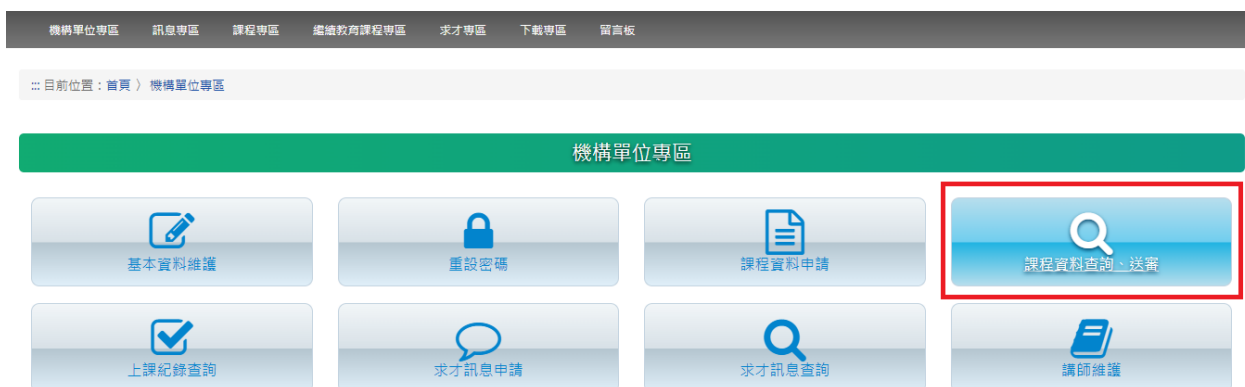 機構單位專區 訊息專區 課程專區 繼續教育課程專區 求才專區 下載專區 留言板
::: 目前位置：首頁 〉 機構單位專區
機構單位專區
基本資料維護 重設密碼 課程資料申請 課程資料查詢、送審
上課紀錄查詢 求才訊息申請 求才訊息查詢 講師維護